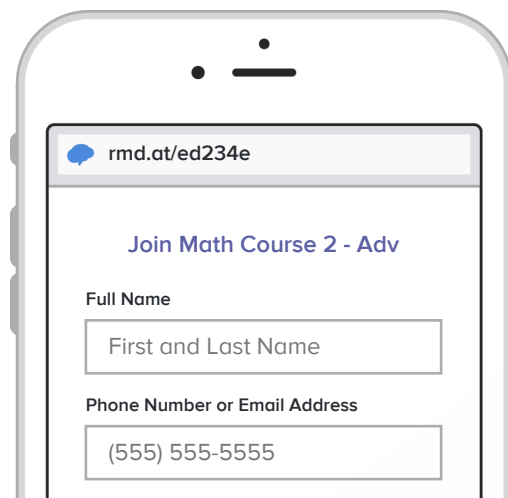 rmd.at/ed234e
Join Math Course 2 - Adv
Full Name
First and Last Name
Phone Number or Email Address
(555) 555-5555